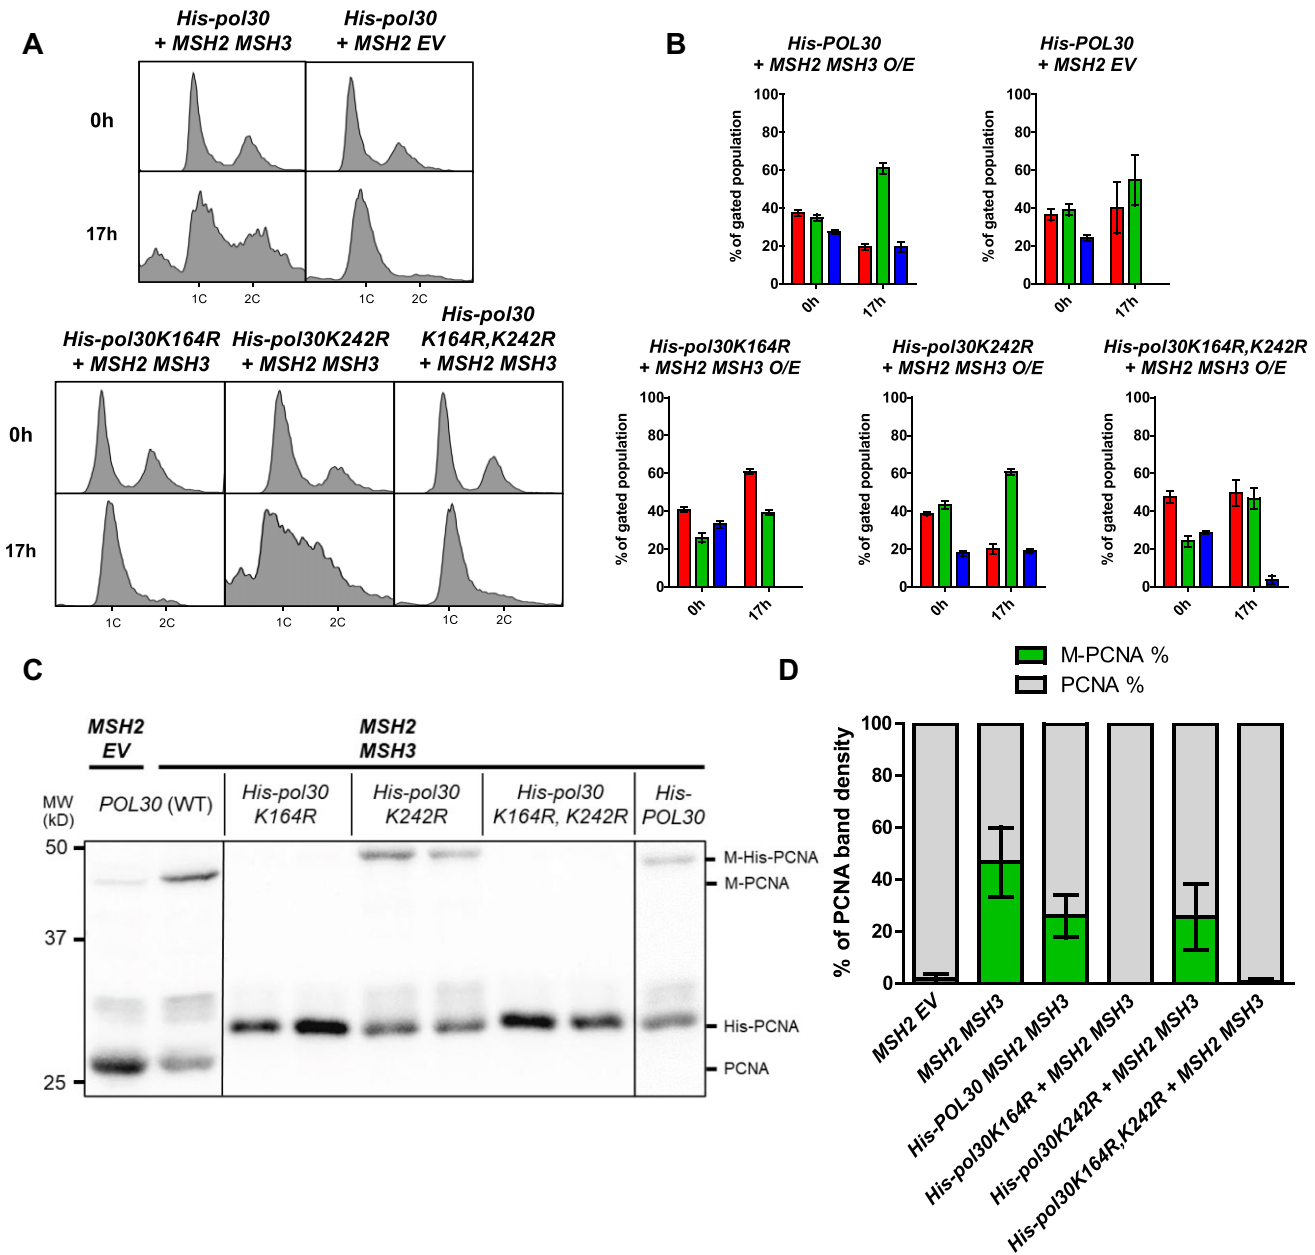 A
His-pol30
+ MSH2 MSH3
His-pol30
+ MSH2 EV
0h
17h
1C
2C
1C
2C
His-pol30K164R
+ MSH2 MSH3
His-pol30K242R
+ MSH2 MSH3
His-pol30
K164R,K242R
+ MSH2 MSH3
0h
17h
1C
2C
1C
2C
1C
2C
B
His-POL30
+ MSH2 MSH3 O/E
% of gated population
100
80
60
40
20
0
0h
17h
His-POL30
+ MSH2 EV
% of gated population
100
80
60
40
20
0
0h
17h
His-pol30K164R
+ MSH2 MSH3 O/E
% of gated population
100
80
60
40
20
0
0h
17h
His-pol30K242R
+ MSH2 MSH3 O/E
% of gated population
100
80
60
40
20
0
0h
17h
His-pol30K164R,K242R
+ MSH2 MSH3 O/E
% of gated population
100
80
60
40
20
0
0h
17h
C
MSH2
EV
MSH2
MSH3
MW
(kD)
POL30 (WT)
His-pol30
K164R
His-pol30
K242R
His-pol30
K164R, K242R
His-
POL30
50
37
25
M-His-PCNA
M-PCNA
His-PCNA
PCNA
D
M-PCNA %
PCNA %
% of PCNA band density
100
80
60
40
20
0
MSH2 EV
MSH2 MSH3
His-POL30 MSH2 MSH3
His-pol30K164R + MSH2 MSH3
His-pol30K242R + MSH2 MSH3
His-pol30K164R,K242R + MSH2 MSH3